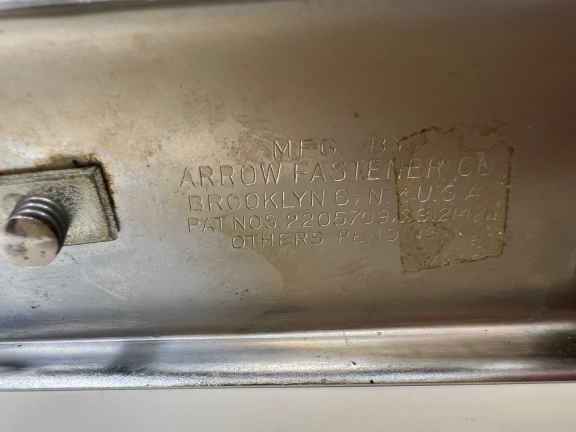 MFG. BY
ARROW FASTENER CO
BROOKLYN 6, N.Y. U.S.A
PAT NOS. 2205709
OTHERS